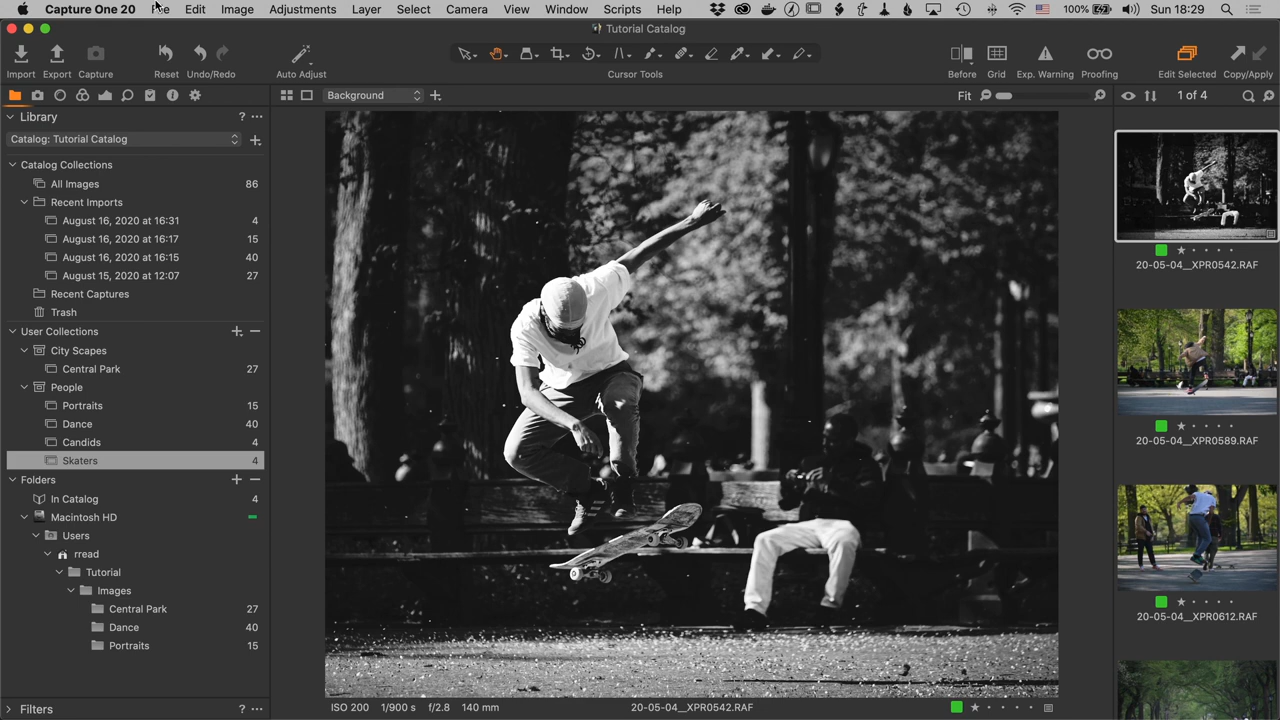 Capture One 20 File Edit Image Adjustments Layer Select Camera View Window Scripts Help 100% Sun 18:29
Tutorial Catalog
Import Export Capture Reset Undo/Redo Auto Adjust Cursor Tools Before Grid Exp. Warning Proofing Edit Selected Copy/Apply
Background Fit 1 of 4
Library ? ...
Catalog: Tutorial Catalog
Catalog Collections
All Images 86
Recent Imports
August 16, 2020 at 16:31 4
August 16, 2020 at 16:17 15
August 16, 2020 at 16:15 40
August 15, 2020 at 12:07 27
Recent Captures
Trash
User Collections
City Scapes
Central Park 27
People
Portraits 15
Dance 40
Candids 4
Skaters 4
Folders
In Catalog 4
Macintosh HD
Users
rread
Tutorial
Images
Central Park 27
Dance 40
Portraits 15
Filters ? ...
ISO 200 1/900 s f/2.8 140 mm 20-05-04__XPR0542.RAF
20-05-04__XPR0542.RAF
20-05-04__XPR0589.RAF
20-05-04__XPR0612.RAF